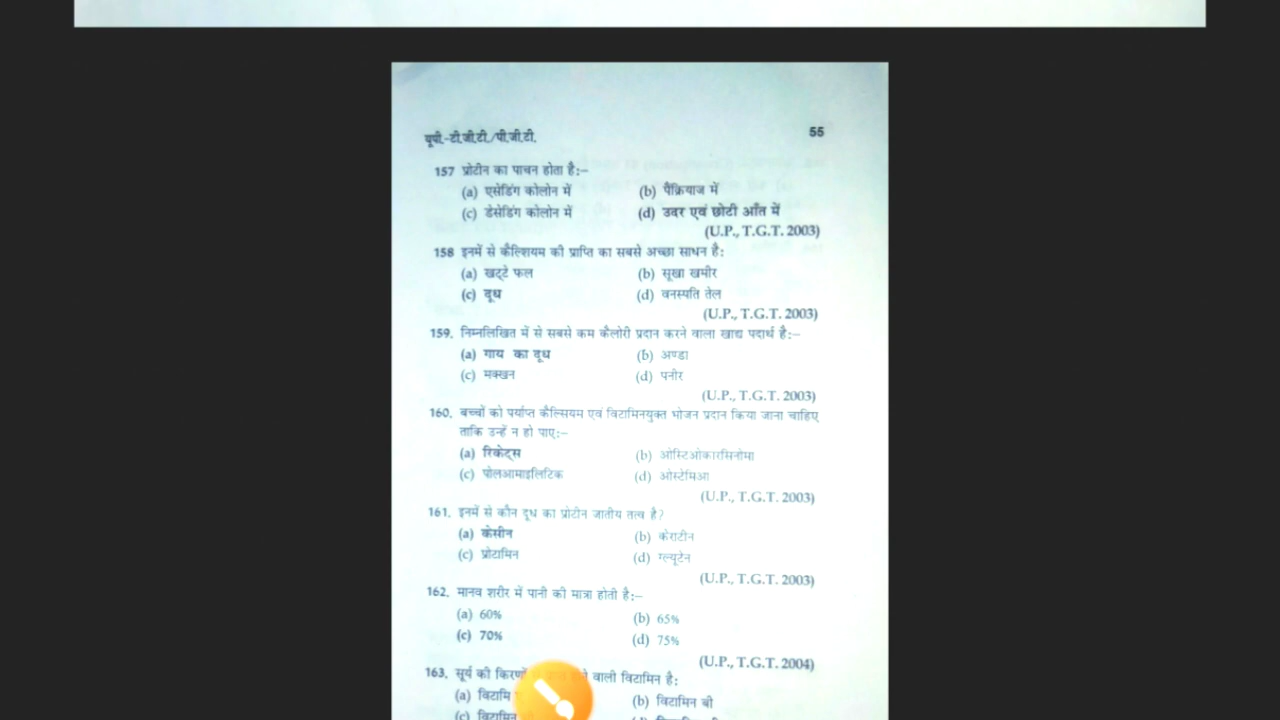 यूपी.-टी.जी.टी./पी.जी.टी. 55
157 प्रोटीन का पाचन होता है:–
(a) एसेडिंग कोलोन में (b) पैंक्रियाज में
(c) डेसेडिंग कोलोन में (d) उदर एवं छोटी आँत में
(U.P., T.G.T. 2003)
158 इनमें से कैल्शियम की प्राप्ति का सबसे अच्छा साधन है:
(a) खट्टे फल (b) सूखा खमीर
(c) दूध (d) वनस्पति तेल
(U.P., T.G.T. 2003)
159. निम्नलिखित में से सबसे कम कैलोरी प्रदान करने वाला खाद्य पदार्थ है:–
(a) गाय का दूध (b) अण्डा
(c) मक्खन (d) पनीर
(U.P., T.G.T. 2003)
160. बच्चों को पर्याप्त कैल्सियम एवं विटामिनयुक्त भोजन प्रदान किया जाना चाहिए
ताकि उन्हें न हो पाए:–
(a) रिकेट्स (b) ओस्टिओकारसिनोमा
(c) पोलआमाइलिटिक (d) ओस्टेमिआ
(U.P., T.G.T. 2003)
161. इनमें से कौन दूध का प्रोटीन जातीय तत्व है?
(a) केसीन (b) केराटीन
(c) प्रोटामिन (d) ग्ल्यूटेन
(U.P., T.G.T. 2003)
162. मानव शरीर में पानी की मात्रा होती है:–
(a) 60% (b) 65%
(c) 70% (d) 75%
(U.P., T.G.T. 2004)
163. सूर्य की किरणों वाली विटामिन है:
(a) (b) विटामिन बी
(c) विटामिन